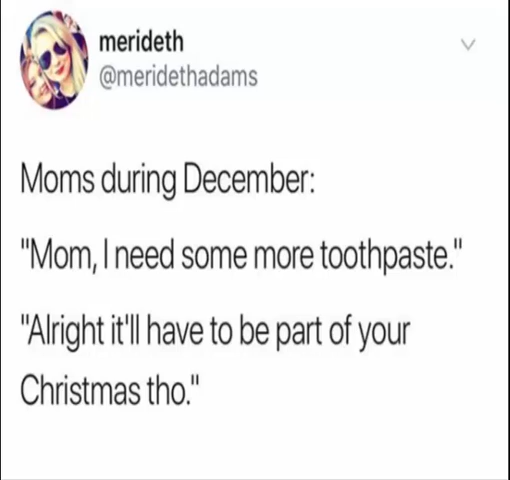 merideth
@meridethadams
Moms during December:
"Mom, I need some more toothpaste."
"Alright it'll have to be part of your
Christmas tho."